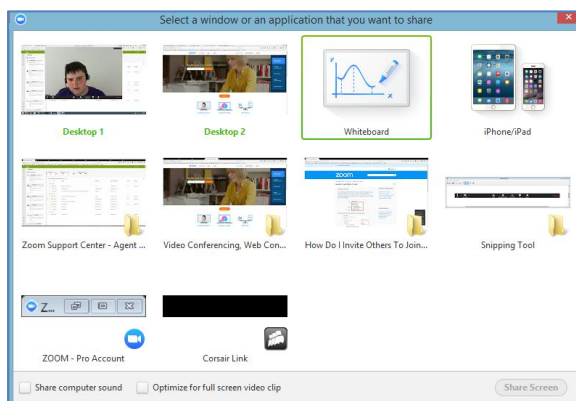 Select a window or an application that you want to share
Desktop 1
Desktop 2
Whiteboard
iPhone/iPad
Zoom Support Center - Agent ...
Video Conferencing, Web Con...
How Do I Invite Others To Join...
Snipping Tool
zoom
Z...
ZOOM - Pro Account
Corsair Link
Share computer sound
Optimize for full screen video clip
Share Screen